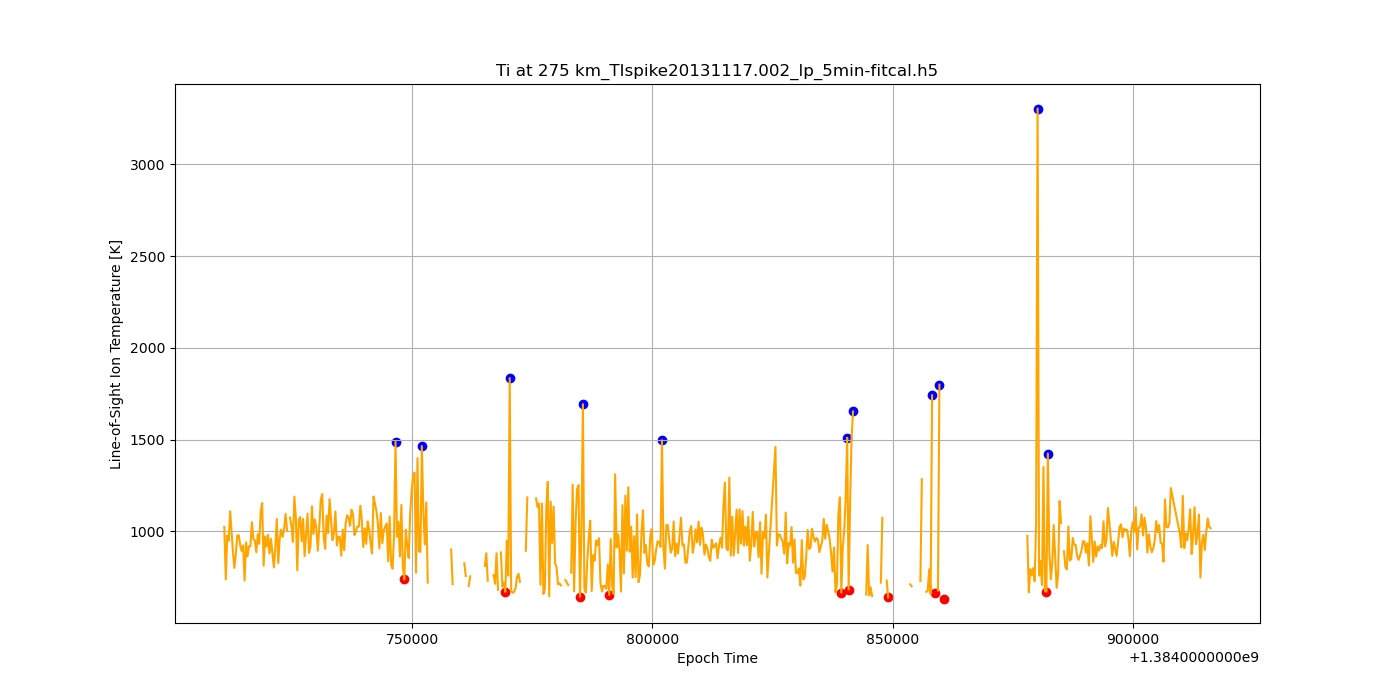 Ti at 275 km_TIspike20131117.002_lp_5min-fitcal.h5
Line-of-Sight Ion Temperature [K]
3000
2500
2000
1500
1000
750000 800000 850000 900000
Epoch Time
+1.3840000000e9